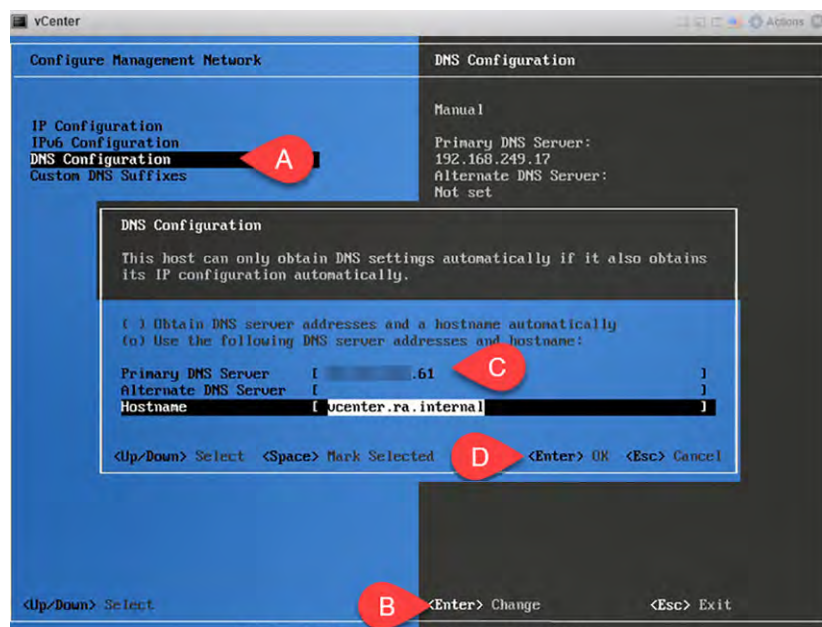 vCenter
Actions
Configure Management Network
DNS Configuration
IP Configuration
IPv6 Configuration
DNS Configuration
Custom DNS Suffixes
A
Manual
Primary DNS Server:
192.168.249.17
Alternate DNS Server:
Not set
DNS Configuration
This host can only obtain DNS settings automatically if it also obtains
its IP configuration automatically.
( ) Obtain DNS server addresses and a hostname automatically
(o) Use the following DNS server addresses and hostname:
Primary DNS Server [ .61 ]
C
Alternate DNS Server [ ]
Hostname [ vcenter.ra.internal ]
<Up/Down> Select <Space> Mark Selected D <Enter> OK <Esc> Cancel
<Up/Down> Select B <Enter> Change <Esc> Exit